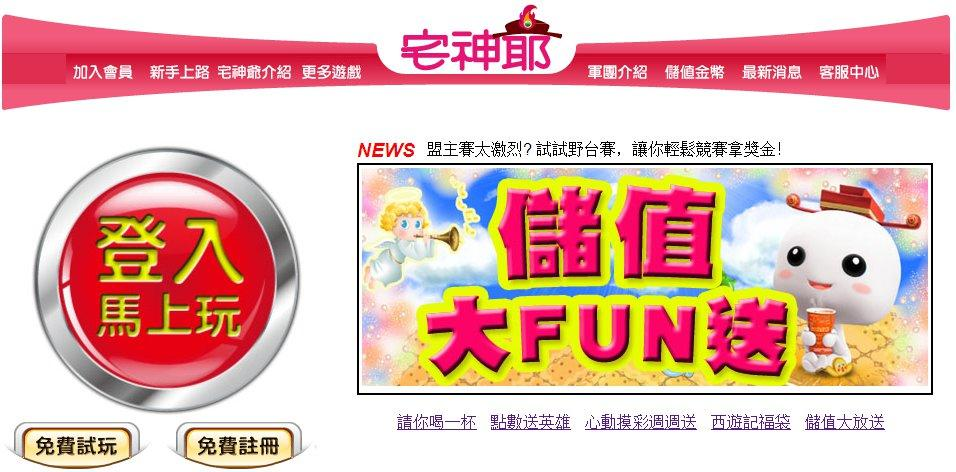 宅神耶
加入會員 新手上路 宅神爺介紹 更多遊戲 軍團介紹 儲值金幣 最新消息 客服中心
NEWS 盟主賽太激烈？試試野台賽，讓你輕鬆競賽拿獎金!
登入
馬上玩
儲值
大FUN送
免費試玩 免費註冊
請你喝一杯 點數送英雄 心動摸彩週週送 西遊記福袋 儲值大放送